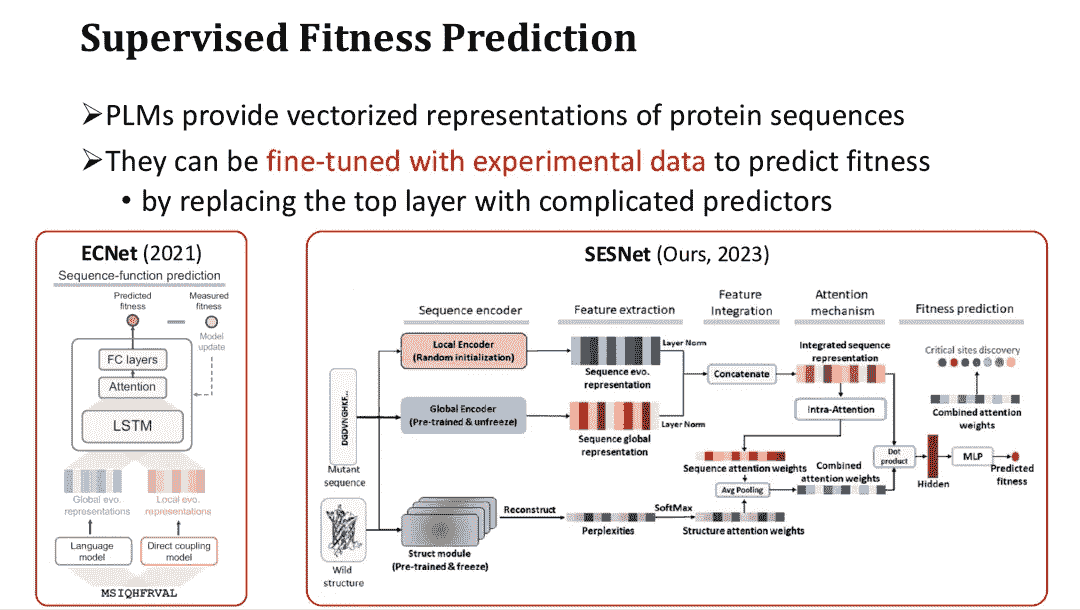 Supervised Fitness Prediction
➢PLMs provide vectorized representations of protein sequences
➢They can be fine-tuned with experimental data to predict fitness
• by replacing the top layer with complicated predictors
ECNet (2021)
Sequence-function prediction
Predicted
fitness
Measured
fitness
Model
update
FC layers
Attention
LSTM
Global evo.
representations
Local evo.
representations
Language
model
Direct coupling
model
MSIQHFRVAL
SESNet (Ours, 2023)
Sequence encoder
Feature extraction
Feature
Integration
Attention
mechanism
Fitness prediction
Local Encoder
(Random initialization)
Layer Norm
Sequence evo.
representation
Concatenate
Integrated sequence
representation
Critical sites discovery
DGDVNGHKF...
Mutant
sequence
Global Encoder
(Pre-trained & unfreeze)
Sequence global
representation
Layer Norm
Intra-Attention
Combined attention
weights
Sequence attention weights
Avg Pooling
Combined
attention weights
Dot
product
Hidden
MLP
Predicted
fitness
Wild
structure
Struct module
(Pre-trained & freeze)
Reconstruct
Perplexities
SoftMax
Structure attention weights